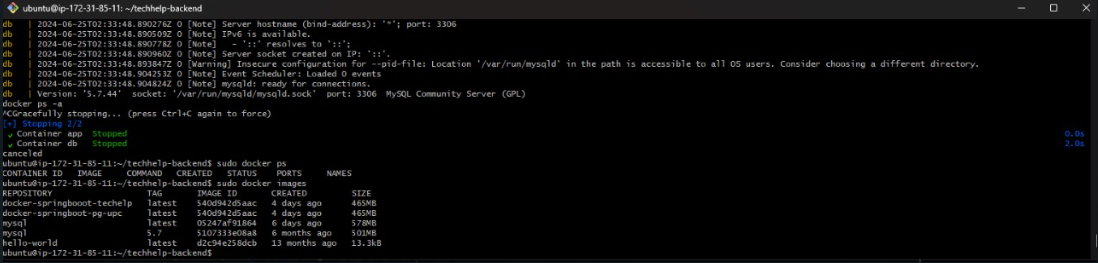 ubuntu@ip-172-31-85-11: ~/techhelp-backend
db | 2024-06-25T02:33:48.890276Z 0 [Note] Server hostname (bind-address): '*'; port: 3306
db | 2024-06-25T02:33:48.890509Z 0 [Note] IPv6 is available.
db | 2024-06-25T02:33:48.890778Z 0 [Note]   - '::' resolves to '::';
db | 2024-06-25T02:33:48.890960Z 0 [Note] Server socket created on IP: '::'.
db | 2024-06-25T02:33:48.893847Z 0 [Warning] Insecure configuration for --pid-file: Location '/var/run/mysqld' in the path is accessible to all OS users. Consider choosing a different directory.
db | 2024-06-25T02:33:48.904253Z 0 [Note] Event Scheduler: Loaded 0 events
db | 2024-06-25T02:33:48.904824Z 0 [Note] mysqld: ready for connections.
db | Version: '5.7.44'  socket: '/var/run/mysqld/mysqld.sock'  port: 3306  MySQL Community Server (GPL)
docker ps -a
^CGracefully stopping... (press Ctrl+C again to force)
[+] Stopping 2/2
✔ Container app  Stopped 0.0s
✔ Container db  Stopped 2.0s
canceled
ubuntu@ip-172-31-85-11:~/techhelp-backend$ sudo docker ps
CONTAINER ID   IMAGE     COMMAND   CREATED   STATUS    PORTS     NAMES
ubuntu@ip-172-31-85-11:~/techhelp-backend$ sudo docker images
REPOSITORY TAG IMAGE ID CREATED SIZE
docker-springbooot-techelp latest 540d942d5aac 4 days ago 465MB
docker-springboot-pg-upc latest 540d942d5aac 4 days ago 465MB
mysql latest 05247af91864 6 days ago 578MB
mysql 5.7 5107333e08a8 6 months ago 501MB
hello-world latest d2c94e258dcb 13 months ago 13.3kB
ubuntu@ip-172-31-85-11:~/techhelp-backend$